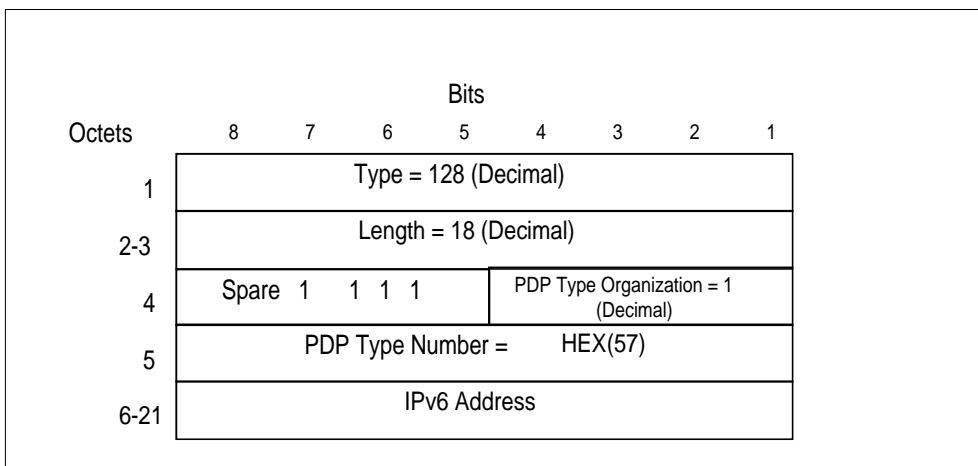 Bits
Octets 8 7 6 5 4 3 2 1
1 Type = 128 (Decimal)
2-3 Length = 18 (Decimal)
4 Spare 1 1 1 1 PDP Type Organization = 1
(Decimal)
5 PDP Type Number = HEX(57)
6-21 IPv6 Address